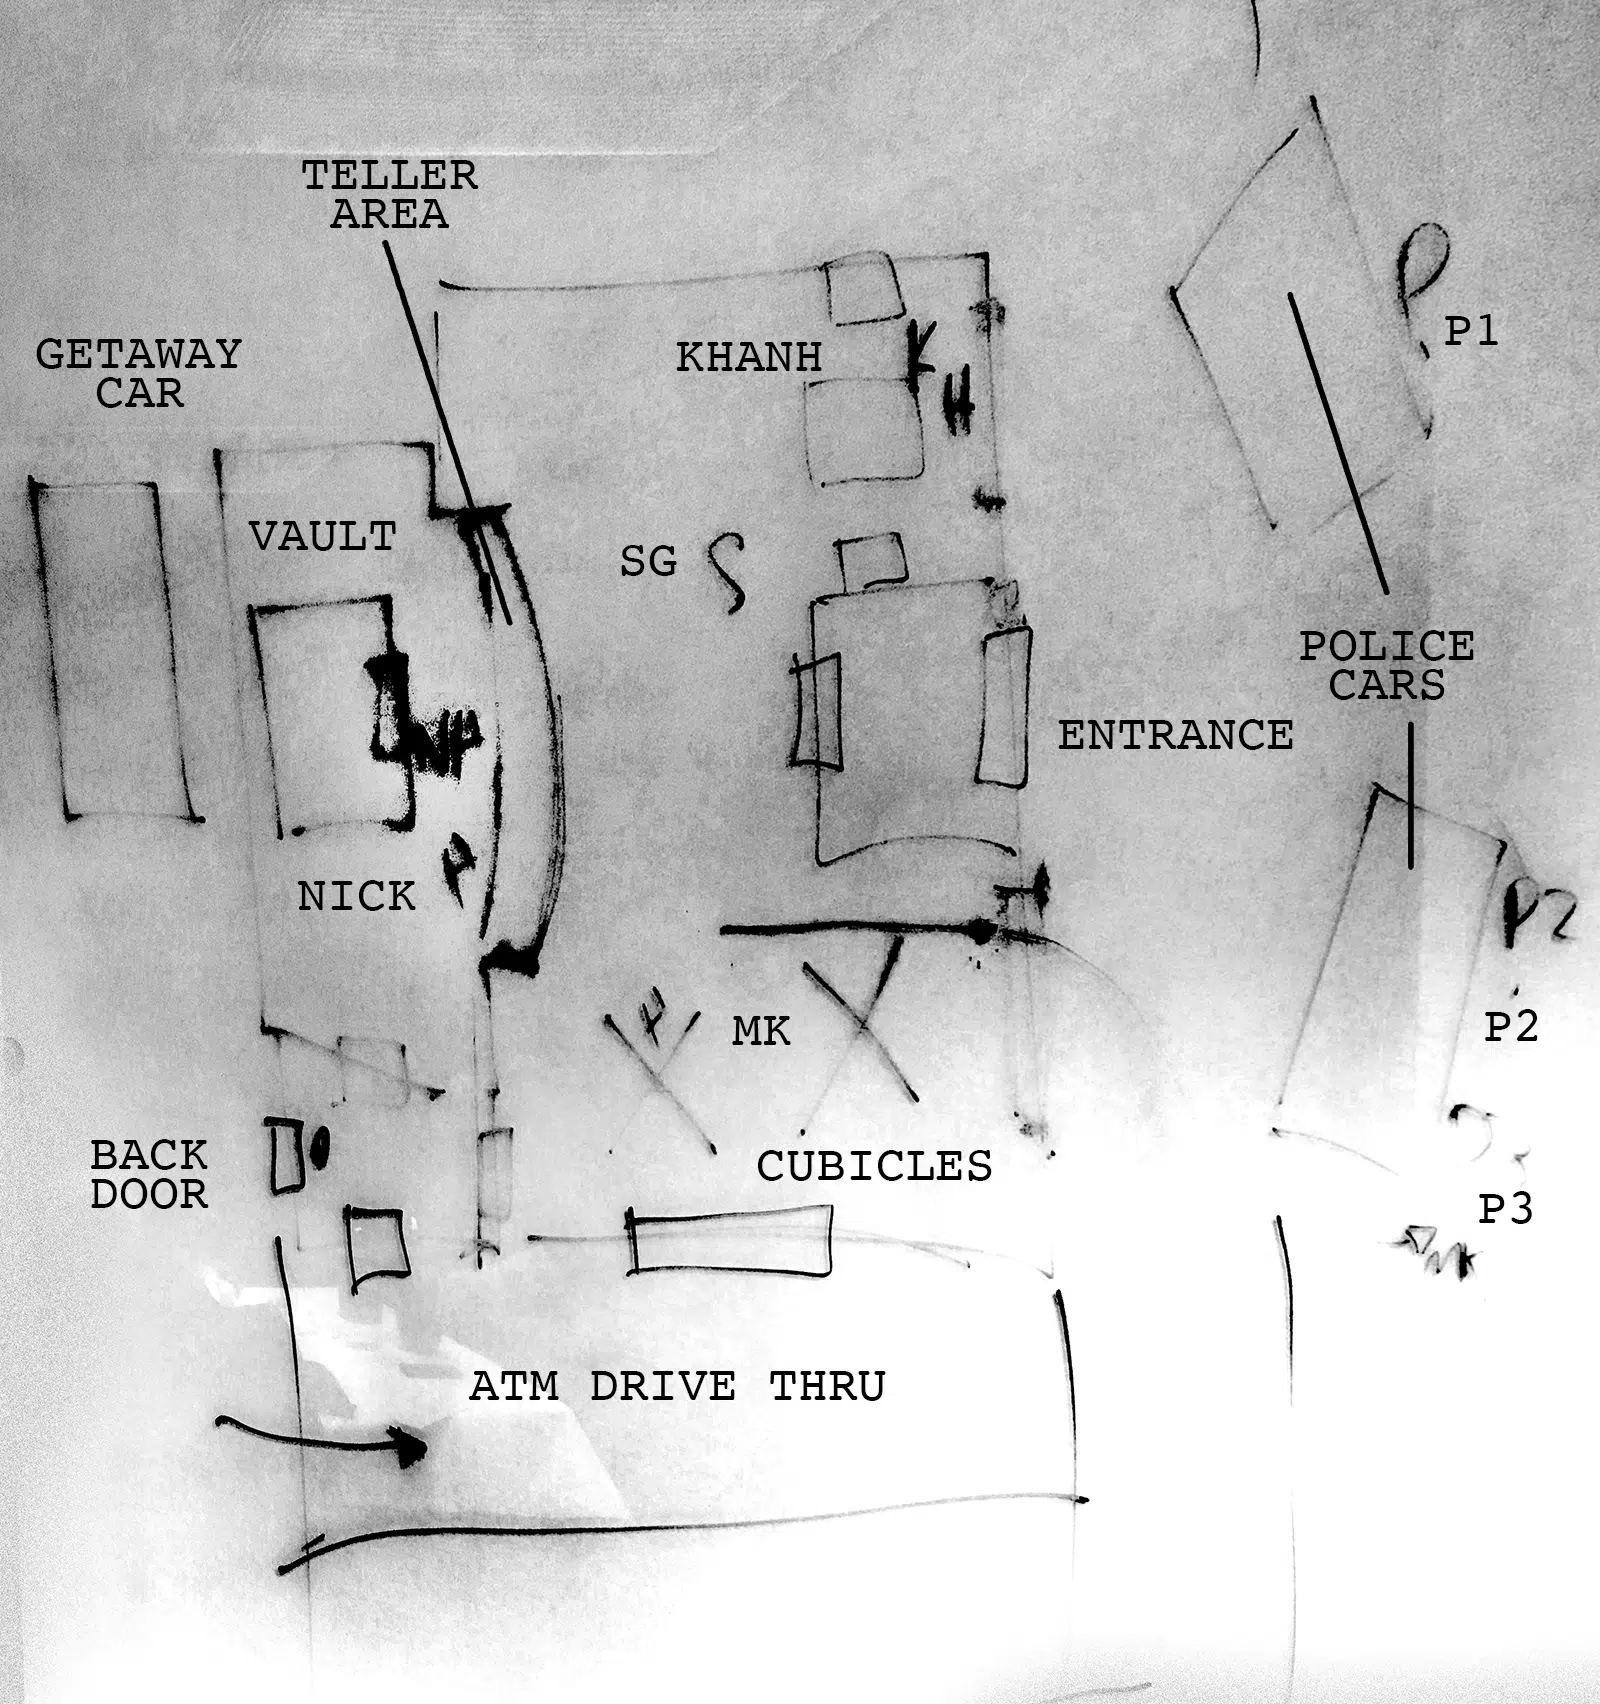 TELLER
AREA
GETAWAY
CAR
KHANH
K
H
P
P1
VAULT
SG
S
POLICE
CARS
ENTRANCE
NP
NICK
P2
MK
P2
BACK
DOOR
CUBICLES
P3
ATM DRIVE THRU